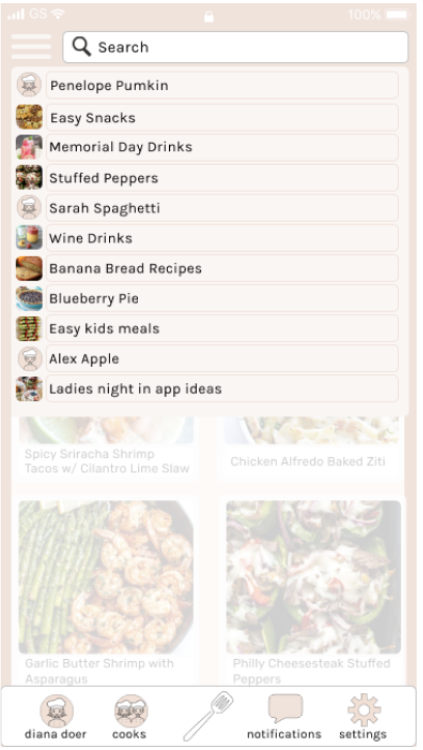 GS
100%
Search
Penelope Pumkin
Easy Snacks
Memorial Day Drinks
Stuffed Peppers
Sarah Spaghetti
Wine Drinks
Banana Bread Recipes
Blueberry Pie
Easy kids meals
Alex Apple
Ladies night in app ideas
Spicy Sriracha Shrimp
Tacos w/ Cilantro Lime Slaw
Chicken Alfredo Baked Ziti
Garlic Butter Shrimp with
Asparagus
Philly Cheesesteak Stuffed
Peppers
diana doer
cooks
notifications
settings